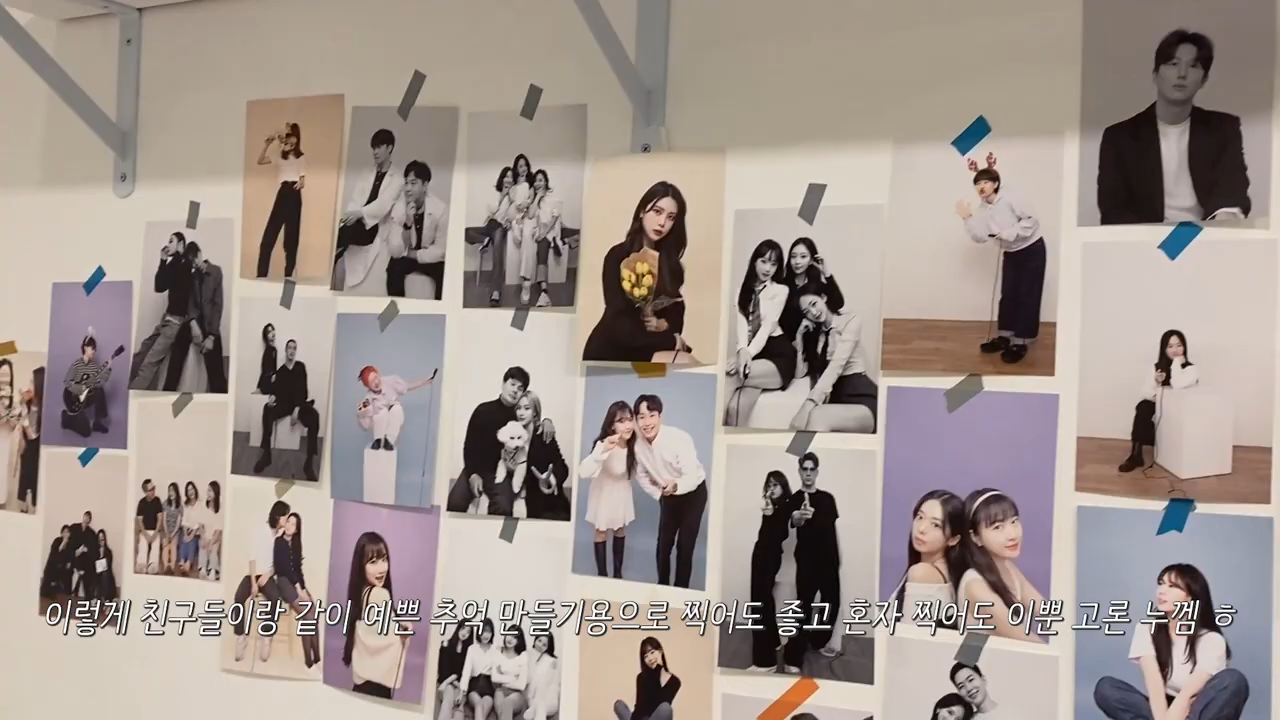 이렇게 친구들이랑 같이 예쁜 추억 만들기용으로 찍어도 좋고 혼자 찍어도 이뿐 고론 누낌 ㅎ